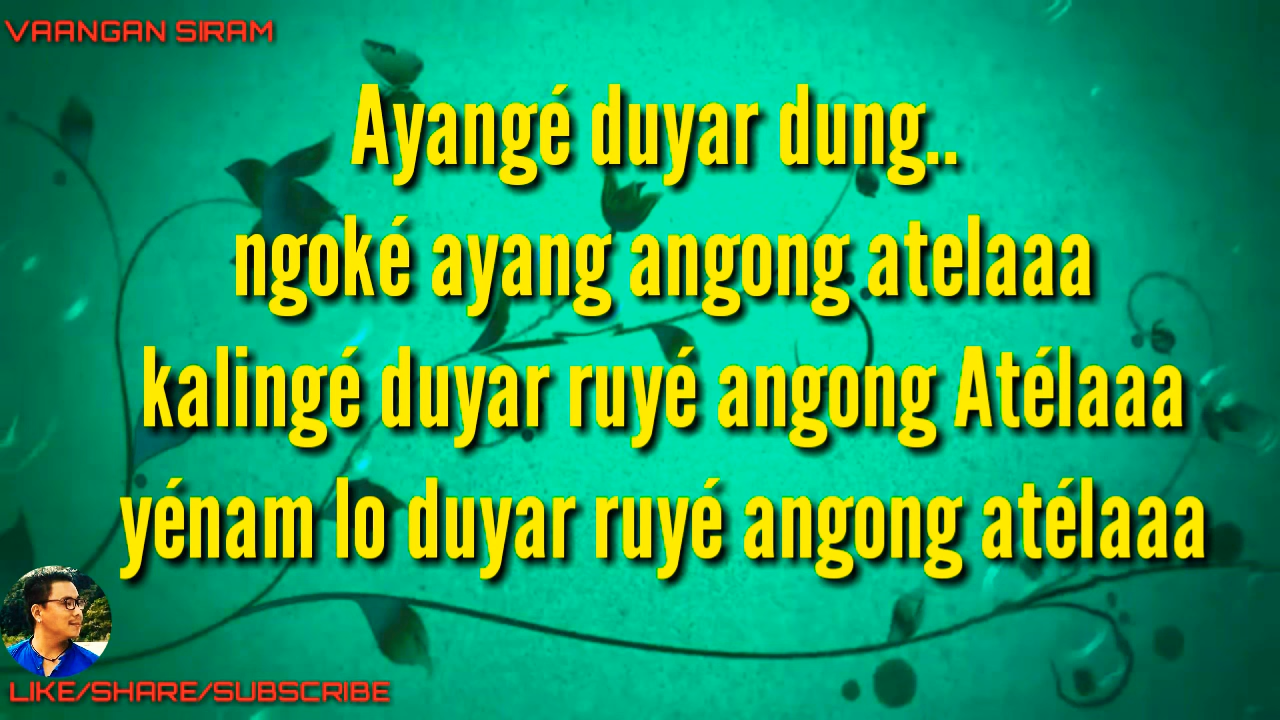 VAANGAN SIRAM
Ayangé duyar dung..
ngoké ayang angong atelaaa
kalingé duyar ruyé angong Atélaaa
yénam lo duyar ruyé angong atélaaa
LIKE/SHARE/SUBSCRIBE